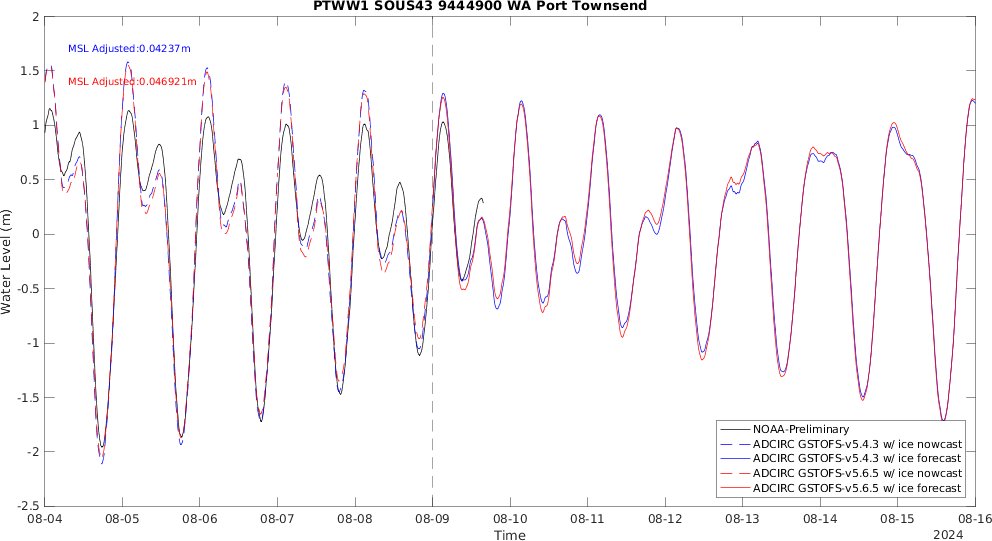 PTWW1 SOUS43 9444900 WA Port Townsend
MSL Adjusted:0.04237m
MSL Adjusted:0.046921m
Water Level (m)
2
1.5
1
0.5
0
-0.5
-1
-1.5
-2
-2.5
NOAA-Preliminary
ADCIRC GSTOFS-v5.4.3 w/ ice nowcast
ADCIRC GSTOFS-v5.4.3 w/ ice forecast
ADCIRC GSTOFS-v5.6.5 w/ ice nowcast
ADCIRC GSTOFS-v5.6.5 w/ ice forecast
08-04 08-05 08-06 08-07 08-08 08-09 08-10 08-11 08-12 08-13 08-14 08-15 08-16
Time
2024